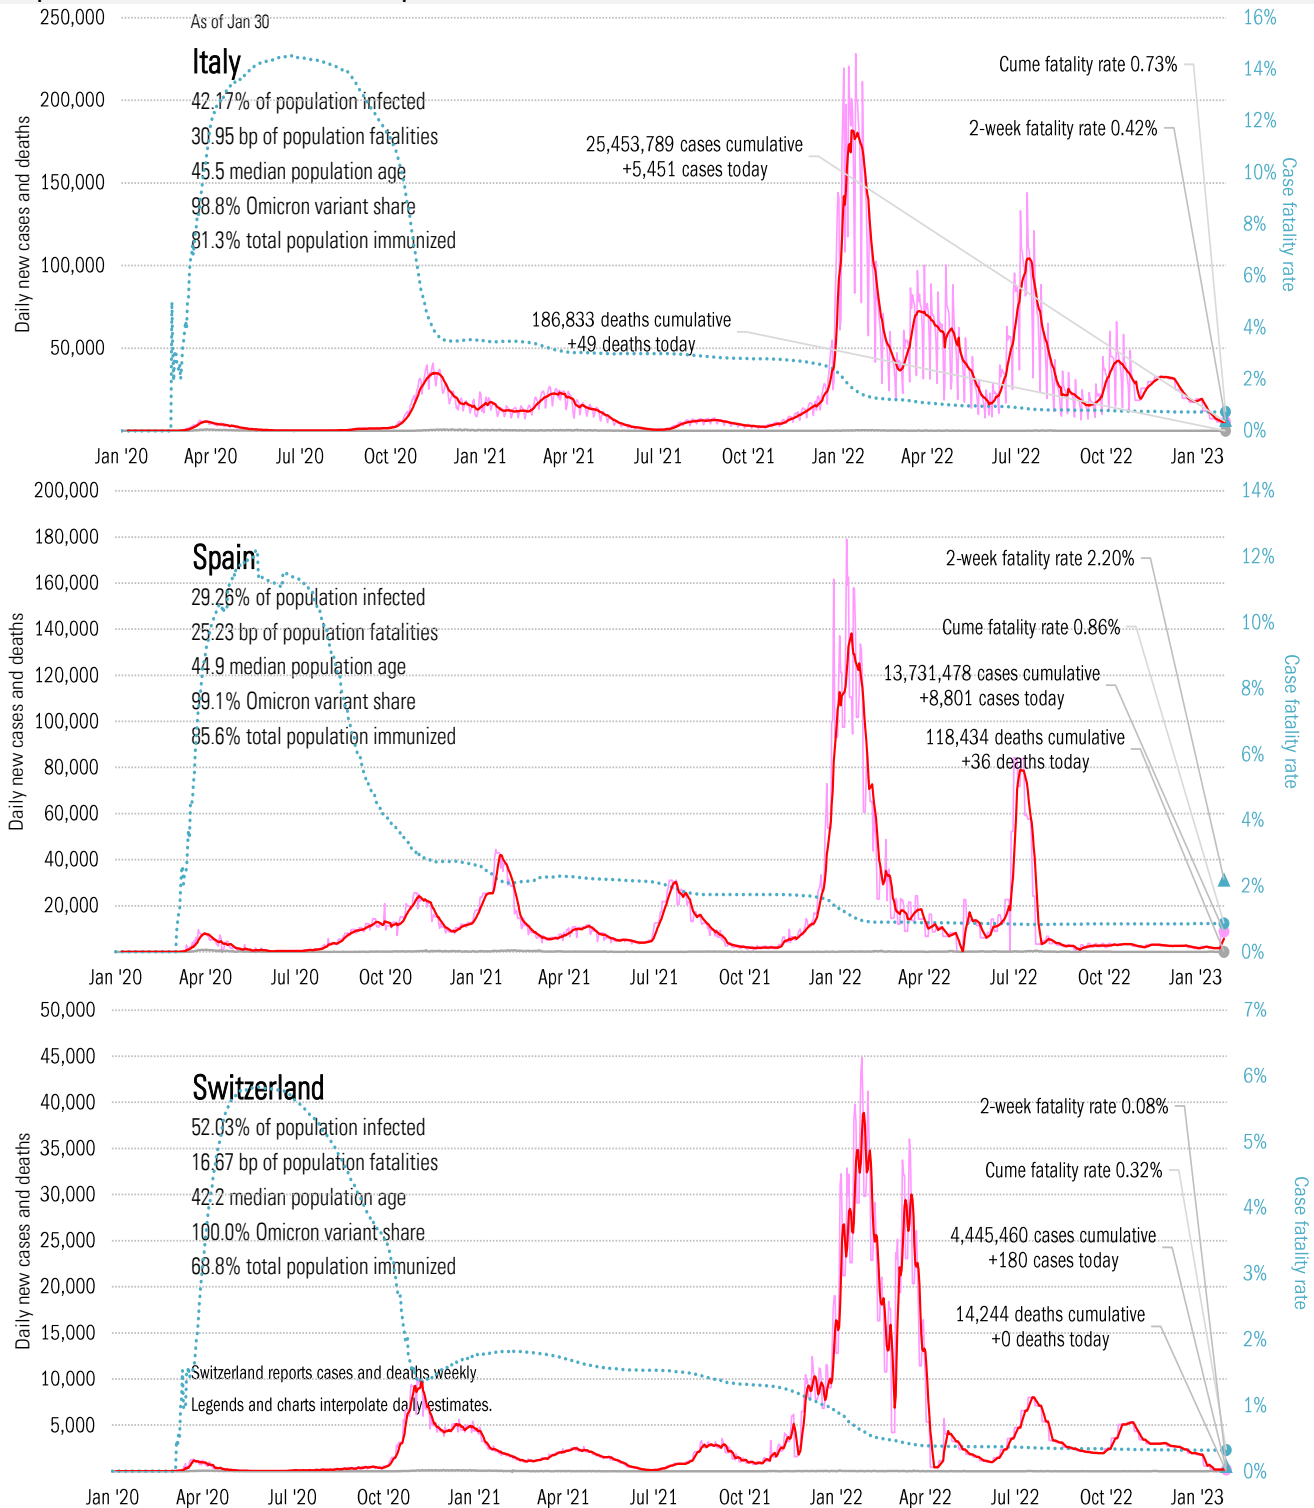 As of Jan 30
Italy
42.17% of population infected
30.95 bp of population fatalities
45.5 median population age
98.8% Omicron variant share
81.3% total population immunized
250,000
200,000
150,000
100,000
50,000
Daily new cases and deaths
25,453,789 cases cumulative
+5,451 cases today
186,833 deaths cumulative
+49 deaths today
Cume fatality rate 0.73%
2-week fatality rate 0.42%
16%
14%
12%
10%
8%
6%
4%
2%
0%
Case fatality rate
Jan '20 Apr '20 Jul '20 Oct '20 Jan '21 Apr '21 Jul '21 Oct '21 Jan '22 Apr '22 Jul '22 Oct '22 Jan '23
Spain
29.26% of population infected
25.23 bp of population fatalities
44.9 median population age
99.1% Omicron variant share
85.6% total population immunized
200,000
180,000
160,000
140,000
120,000
100,000
80,000
60,000
40,000
20,000
Daily new cases and deaths
2-week fatality rate 2.20%
Cume fatality rate 0.86%
13,731,478 cases cumulative
+8,801 cases today
118,434 deaths cumulative
+36 deaths today
14%
12%
10%
8%
6%
4%
2%
0%
Case fatality rate
Jan '20 Apr '20 Jul '20 Oct '20 Jan '21 Apr '21 Jul '21 Oct '21 Jan '22 Apr '22 Jul '22 Oct '22 Jan '23
Switzerland
52.03% of population infected
16.67 bp of population fatalities
42.2 median population age
100.0% Omicron variant share
68.8% total population immunized
Switzerland reports cases and deaths weekly
Legends and charts interpolate daily estimates.
50,000
45,000
40,000
35,000
30,000
25,000
20,000
15,000
10,000
5,000
Daily new cases and deaths
2-week fatality rate 0.08%
Cume fatality rate 0.32%
4,445,460 cases cumulative
+180 cases today
14,244 deaths cumulative
+0 deaths today
7%
6%
5%
4%
3%
2%
1%
0%
Case fatality rate
Jan '20 Apr '20 Jul '20 Oct '20 Jan '21 Apr '21 Jul '21 Oct '21 Jan '22 Apr '22 Jul '22 Oct '22 Jan '23